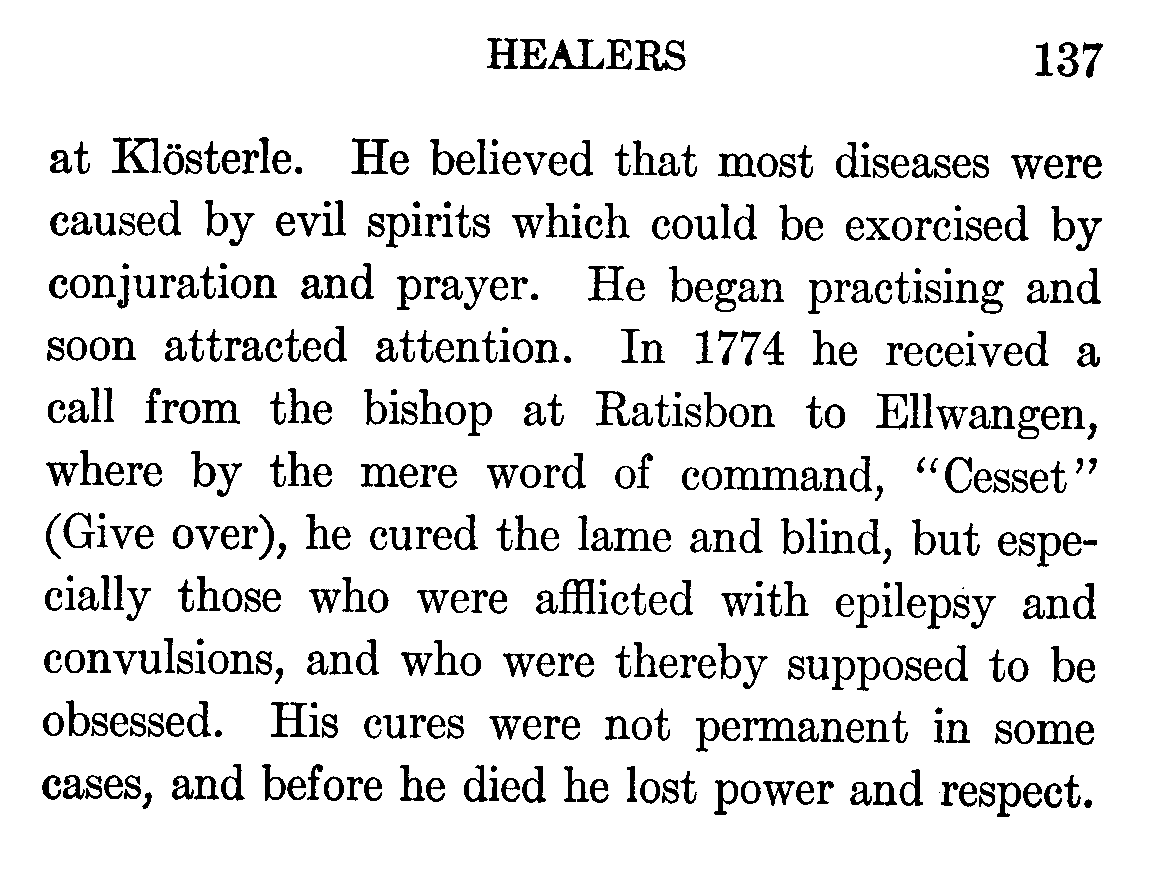 HEALERS 137
at Klösterle. He believed that most diseases were
caused by evil spirits which could be exorcised by
conjuration and prayer. He began practising and
soon attracted attention. In 1774 he received a
call from the bishop at Ratisbon to Ellwangen,
where by the mere word of command, “Cesset”
(Give over), he cured the lame and blind, but espe-
cially those who were afflicted with epilepsy and
convulsions, and who were thereby supposed to be
obsessed. His cures were not permanent in some
cases, and before he died he lost power and respect.